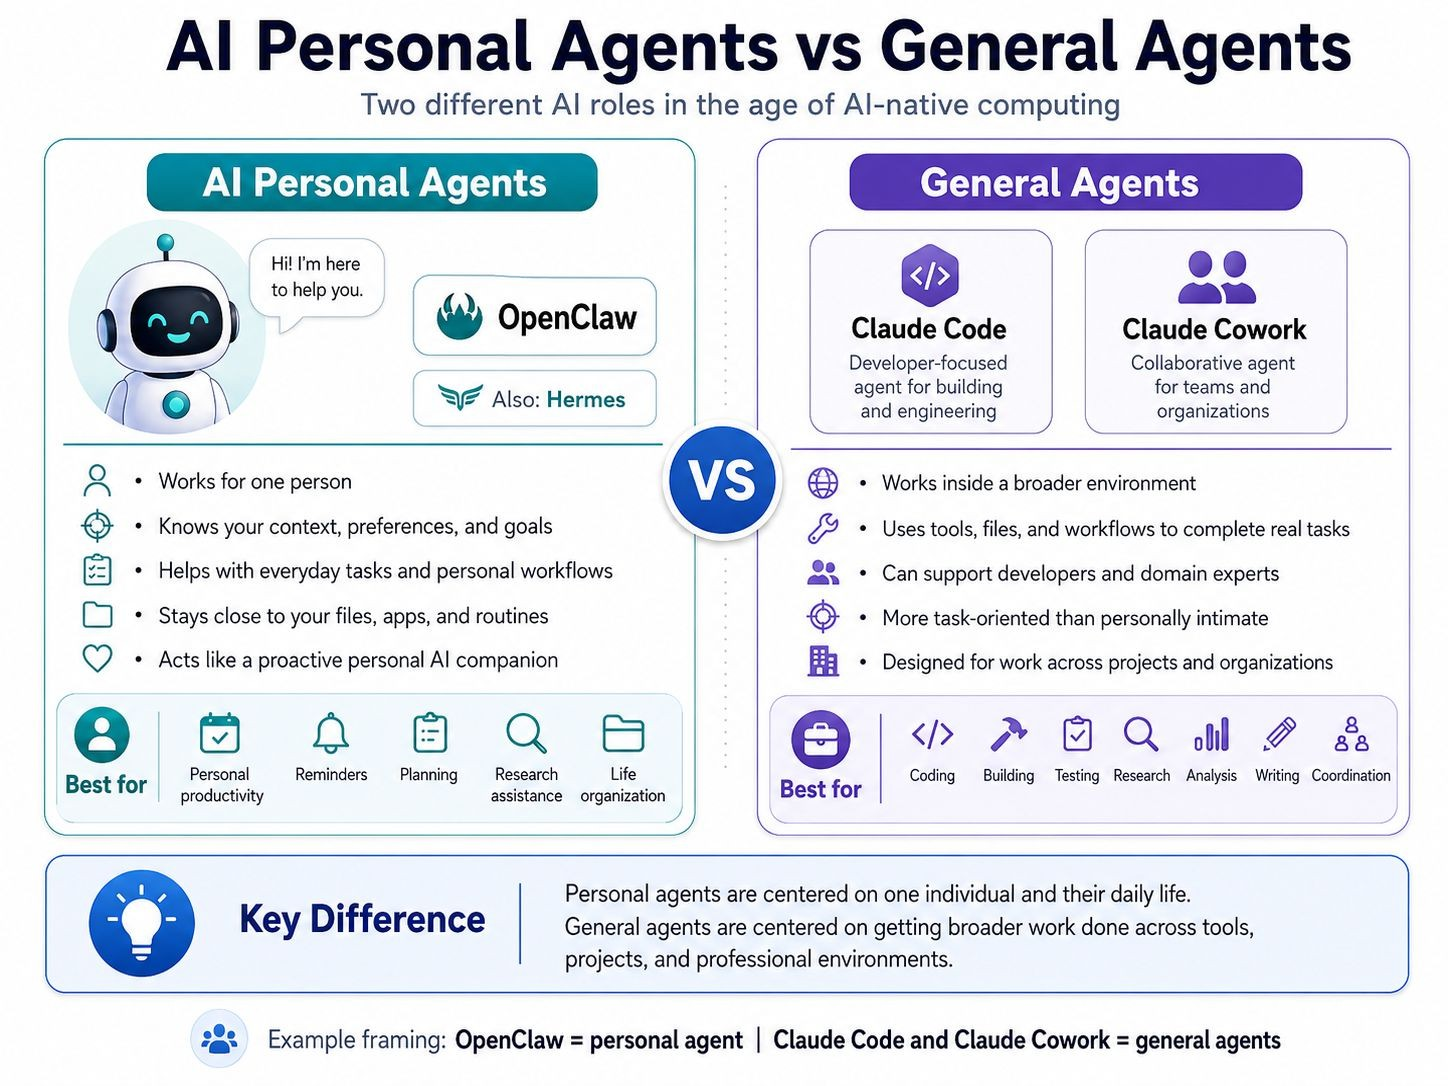 AI Personal Agents vs General Agents
Two different AI roles in the age of AI-native computing
AI Personal Agents
Hi! I'm here
to help you.
OpenClaw
Also: Hermes
• Works for one person
• Knows your context, preferences, and goals
• Helps with everyday tasks and personal workflows
• Stays close to your files, apps, and routines
• Acts like a proactive personal AI companion
Best for
Personal
productivity
Reminders
Planning
Research
assistance
Life
organization
VS
General Agents
</>
Claude Code
Developer-focused
agent for building
and engineering
Claude Cowork
Collaborative agent
for teams and
organizations
• Works inside a broader environment
• Uses tools, files, and workflows to complete real tasks
• Can support developers and domain experts
• More task-oriented than personally intimate
• Designed for work across projects and organizations
Best for
</>
Coding
Building
Testing
Research
Analysis
Writing
Coordination
Key Difference
Personal agents are centered on one individual and their daily life.
General agents are centered on getting broader work done across tools,
projects, and professional environments.
Example framing: OpenClaw = personal agent | Claude Code and Claude Cowork = general agents